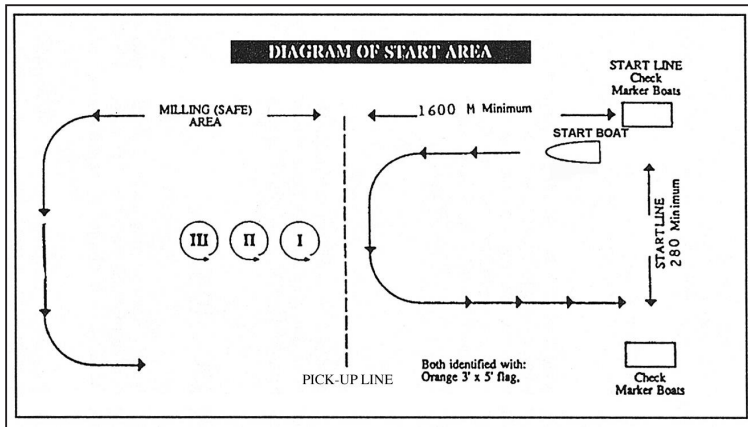 DIAGRAM OF START AREA
START LINE
Check
Marker Boats
MILLING (SAFE)
AREA
1600 M Minimum
START BOAT
START LINE
280 Minimum
III
II
I
Both identified with:
Orange 3' x 5' flag.
PICK-UP LINE
Check
Marker Boats